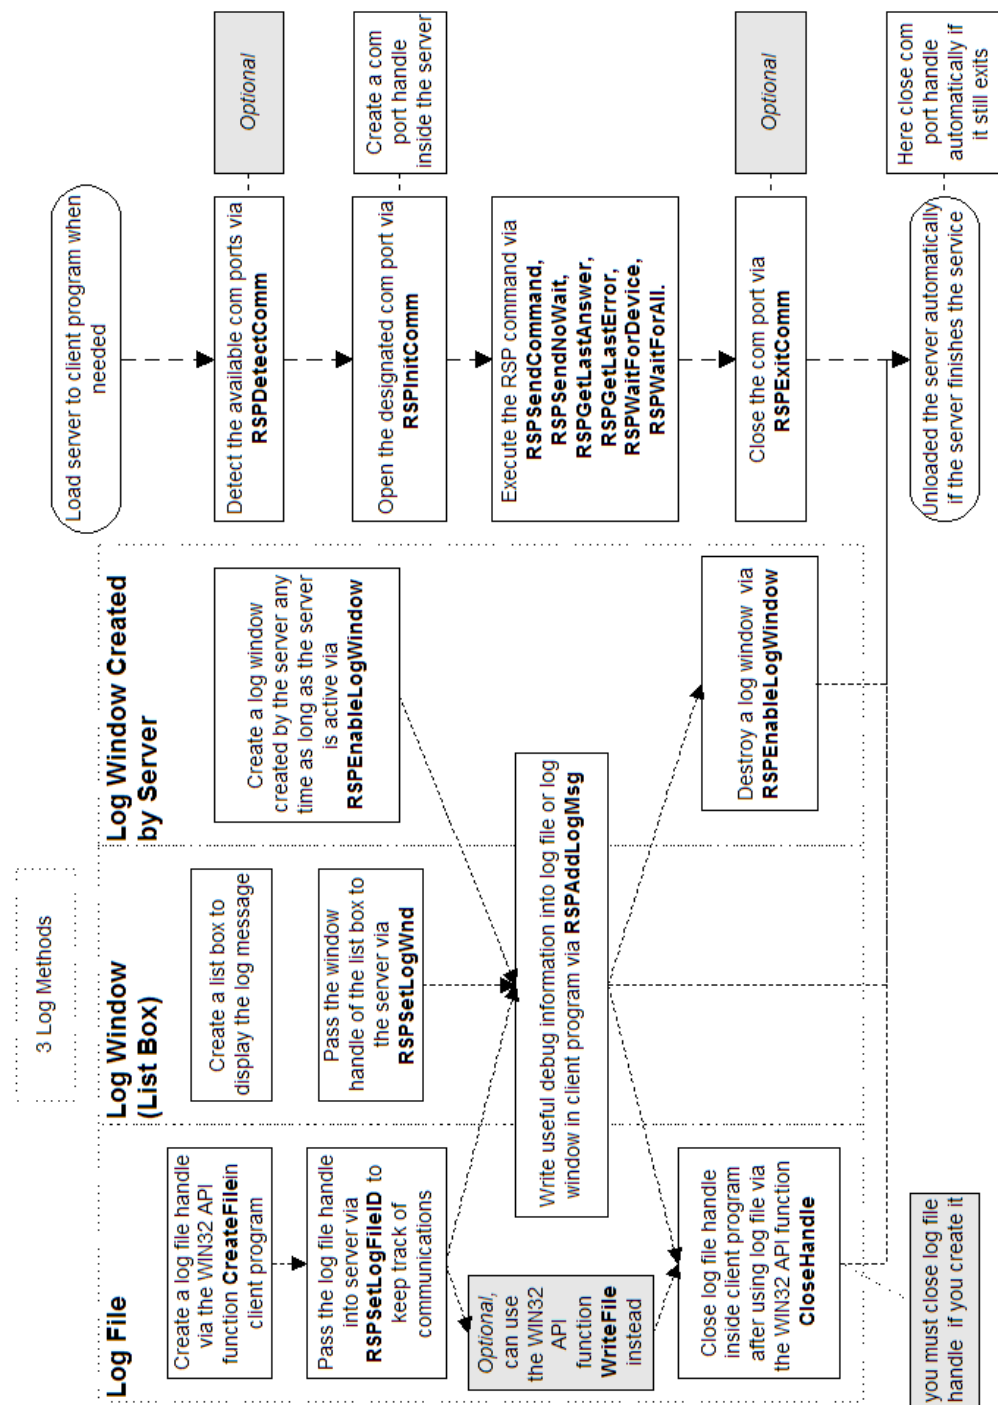 3 Log Methods
Log File
Create a log file handle
via the WIN32 API
function CreateFilein
client program
Pass the log file handle
into server via
RSPSetLogFileID to
keep track of
communications
Optional,
can use
the WIN32
API
function
WriteFile
instead
Close log file handle
inside client program
after using log file via
the WIN32 API function
CloseHandle
you must close log file
handle if you create it
Log Window
(List Box)
Create a list box to
display the log message
Pass the window
handle of the list box to
the server via
RSPSetLogWnd
Write useful debug information into log file or log
window in client program via RSPAddLogMsg
Log Window Created
by Server
Create a log window
created by the server any
time as long as the server
is active via
RSPEnableLogWindow
Destroy a log window via
RSPEnableLogWindow
Load server to client program when
needed
Detect the available com ports via
RSPDetectComm
Optional
Open the designated com port via
RSPInitComm
Create a com
port handle
inside the server
Execute the RSP command via
RSPSendCommand,
RSPSendNoWait,
RSPGetLastAnswer,
RSPGetLastError,
RSPWaitForDevice,
RSPWaitForAll.
Close the com port via
RSPExitComm
Optional
Unloaded the server automatically
if the server finishes the service
Here close com
port handle
automatically if
it still exits